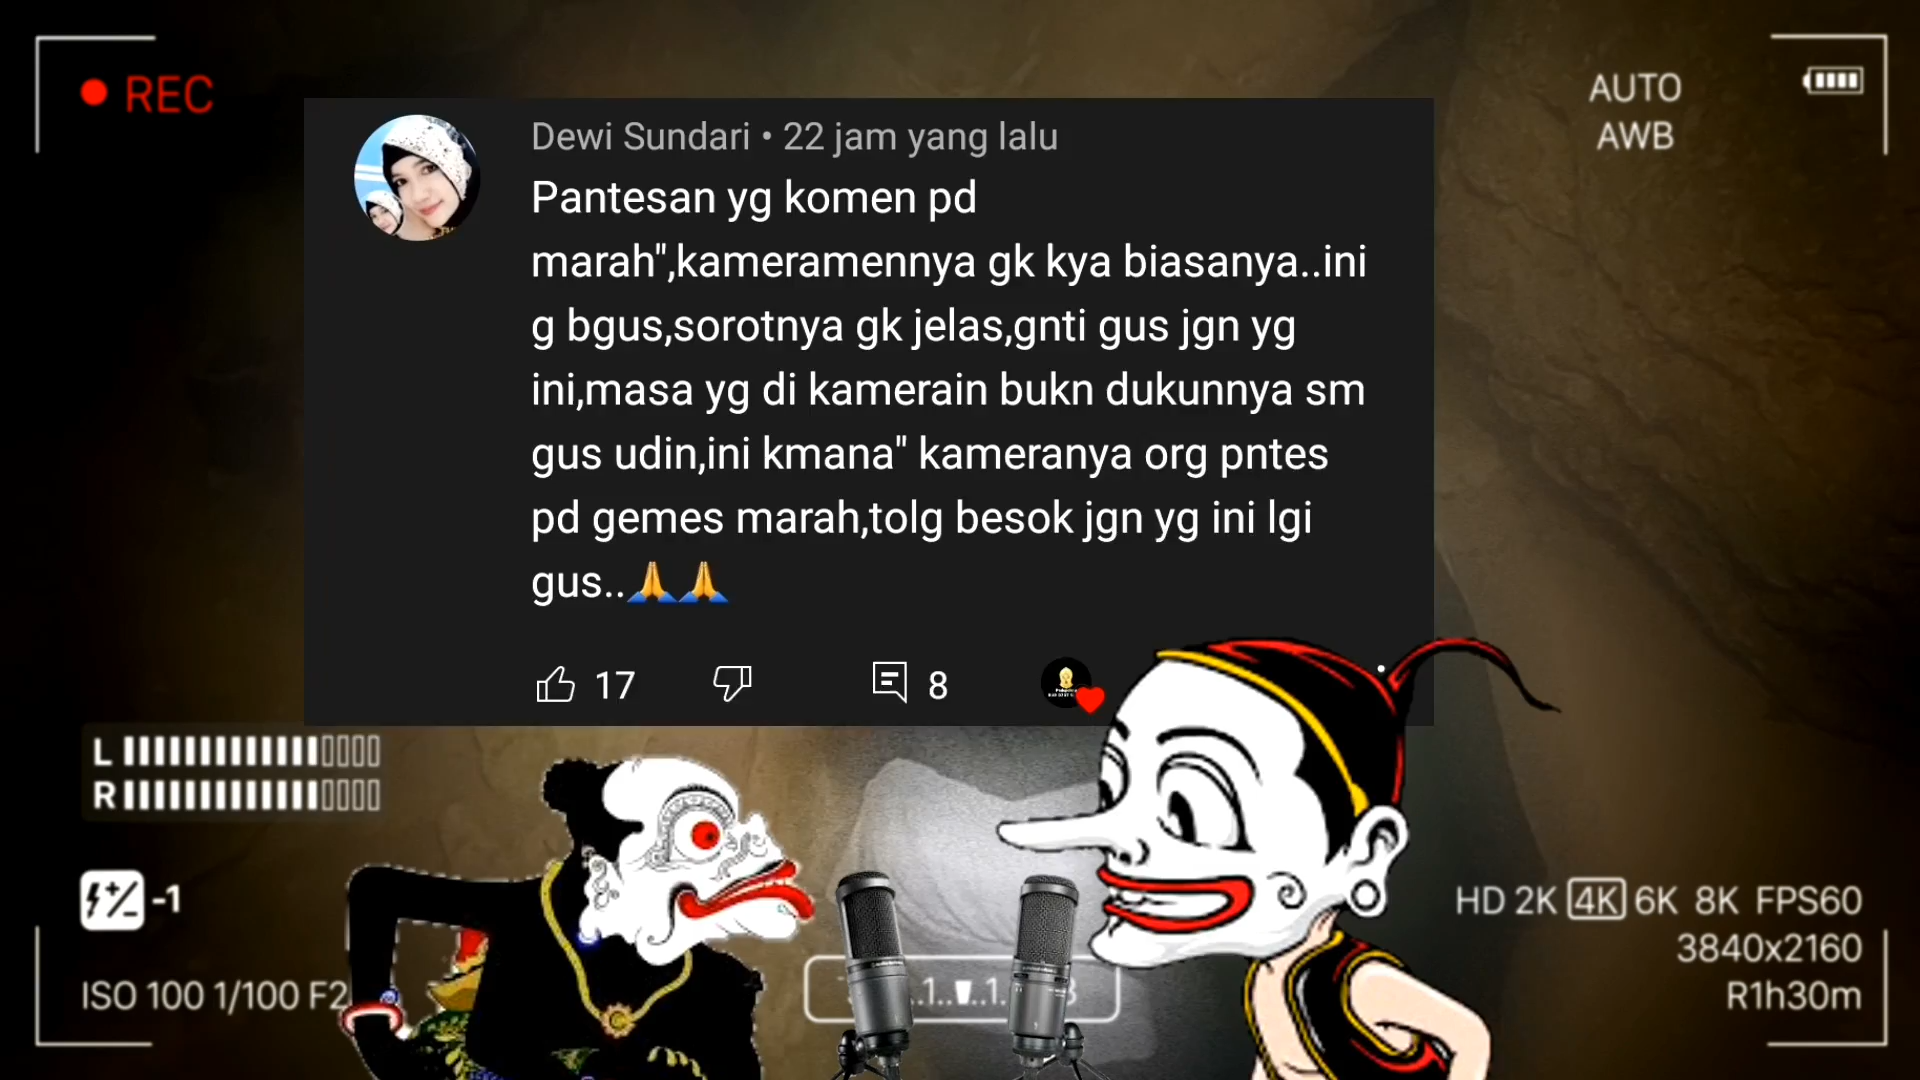 REC
AUTO
AWB
Dewi Sundari • 22 jam yang lalu
Pantesan yg komen pd
marah",kameramennya gk kya biasanya..ini
g bgus,sorotnya gk jelas,gnti gus jgn yg
ini,masa yg di kamerain bukn dukunnya sm
gus udin,ini kmana" kameranya org pntes
pd gemes marah,tolg besok jgn yg ini lgi
gus..🙏🙏
17
8
L
R
-1
ISO 100 1/100 F2
HD 2K 4K 6K 8K FPS60
3840x2160
R1h30m